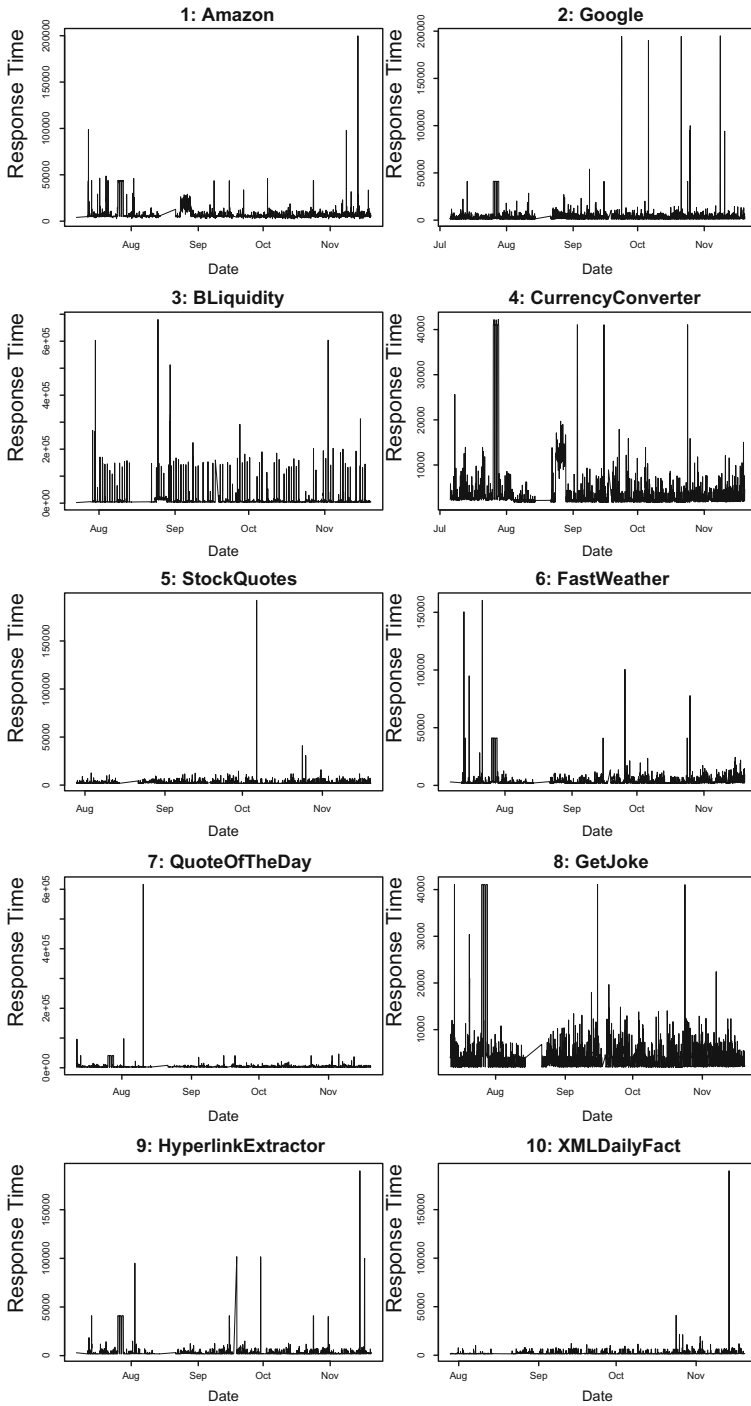 1: Amazon
Response Time
0
50000
100000
150000
200000
Aug
Sep
Oct
Nov
Date
2: Google
Response Time
0
50000
100000
150000
200000
Jul
Aug
Sep
Oct
Nov
Date
3: BLiquidity
Response Time
0e+00
2e+05
4e+05
6e+05
Aug
Sep
Oct
Nov
Date
4: CurrencyConverter
Response Time
10000
20000
30000
40000
Jul
Aug
Sep
Oct
Nov
Date
5: StockQuotes
Response Time
0
50000
100000
150000
Aug
Sep
Oct
Nov
Date
6: FastWeather
Response Time
0
50000
100000
150000
Aug
Sep
Oct
Nov
Date
7: QuoteOfTheDay
Response Time
0e+00
2e+05
4e+05
6e+05
Aug
Sep
Oct
Nov
Date
8: GetJoke
Response Time
10000
20000
30000
40000
Aug
Sep
Oct
Nov
Date
9: HyperlinkExtractor
Response Time
0
50000
100000
150000
Aug
Sep
Oct
Nov
Date
10: XMLDailyFact
Response Time
0
50000
100000
150000
Aug
Sep
Oct
Nov
Date